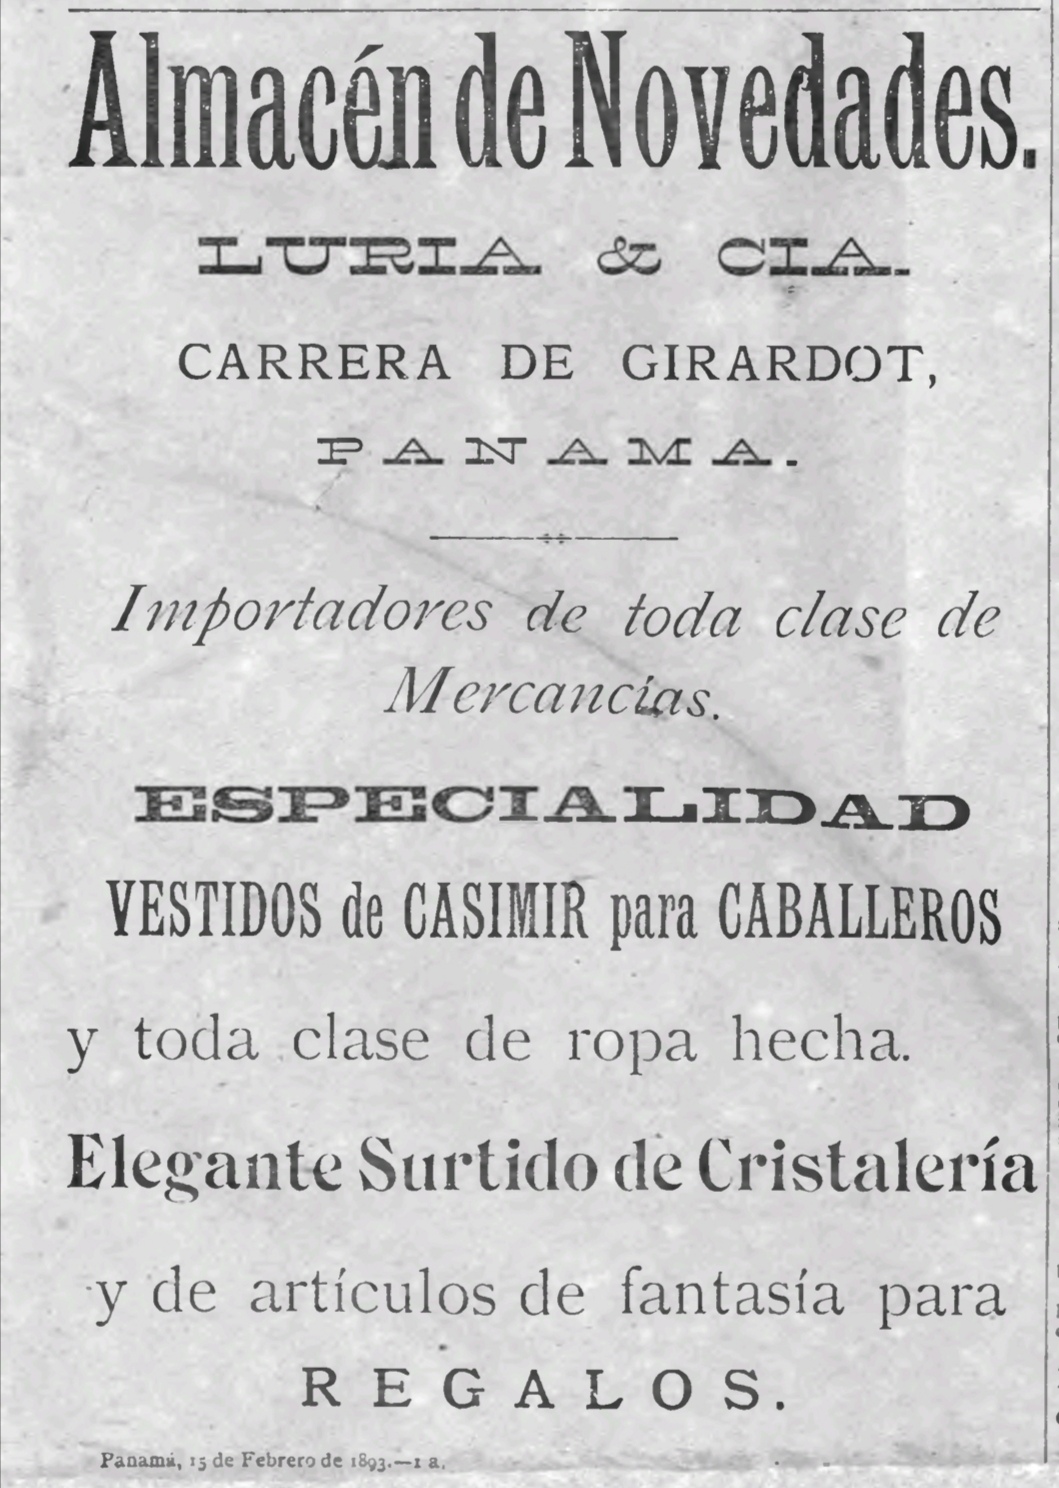 Almacén de Novedades.
LURIA & CIA.
CARRERA DE GIRARDOT,
PANAMA.
Importadores de toda clase de
Mercancías.
ESPECIALIDAD
VESTIDOS de CASIMIR para CABALLEROS
y toda clase de ropa hecha.
Elegante Surtido de Cristalería
y de artículos de fantasía para
REGALOS.
Panamá, 15 de Febrero de 1893.—1 a.